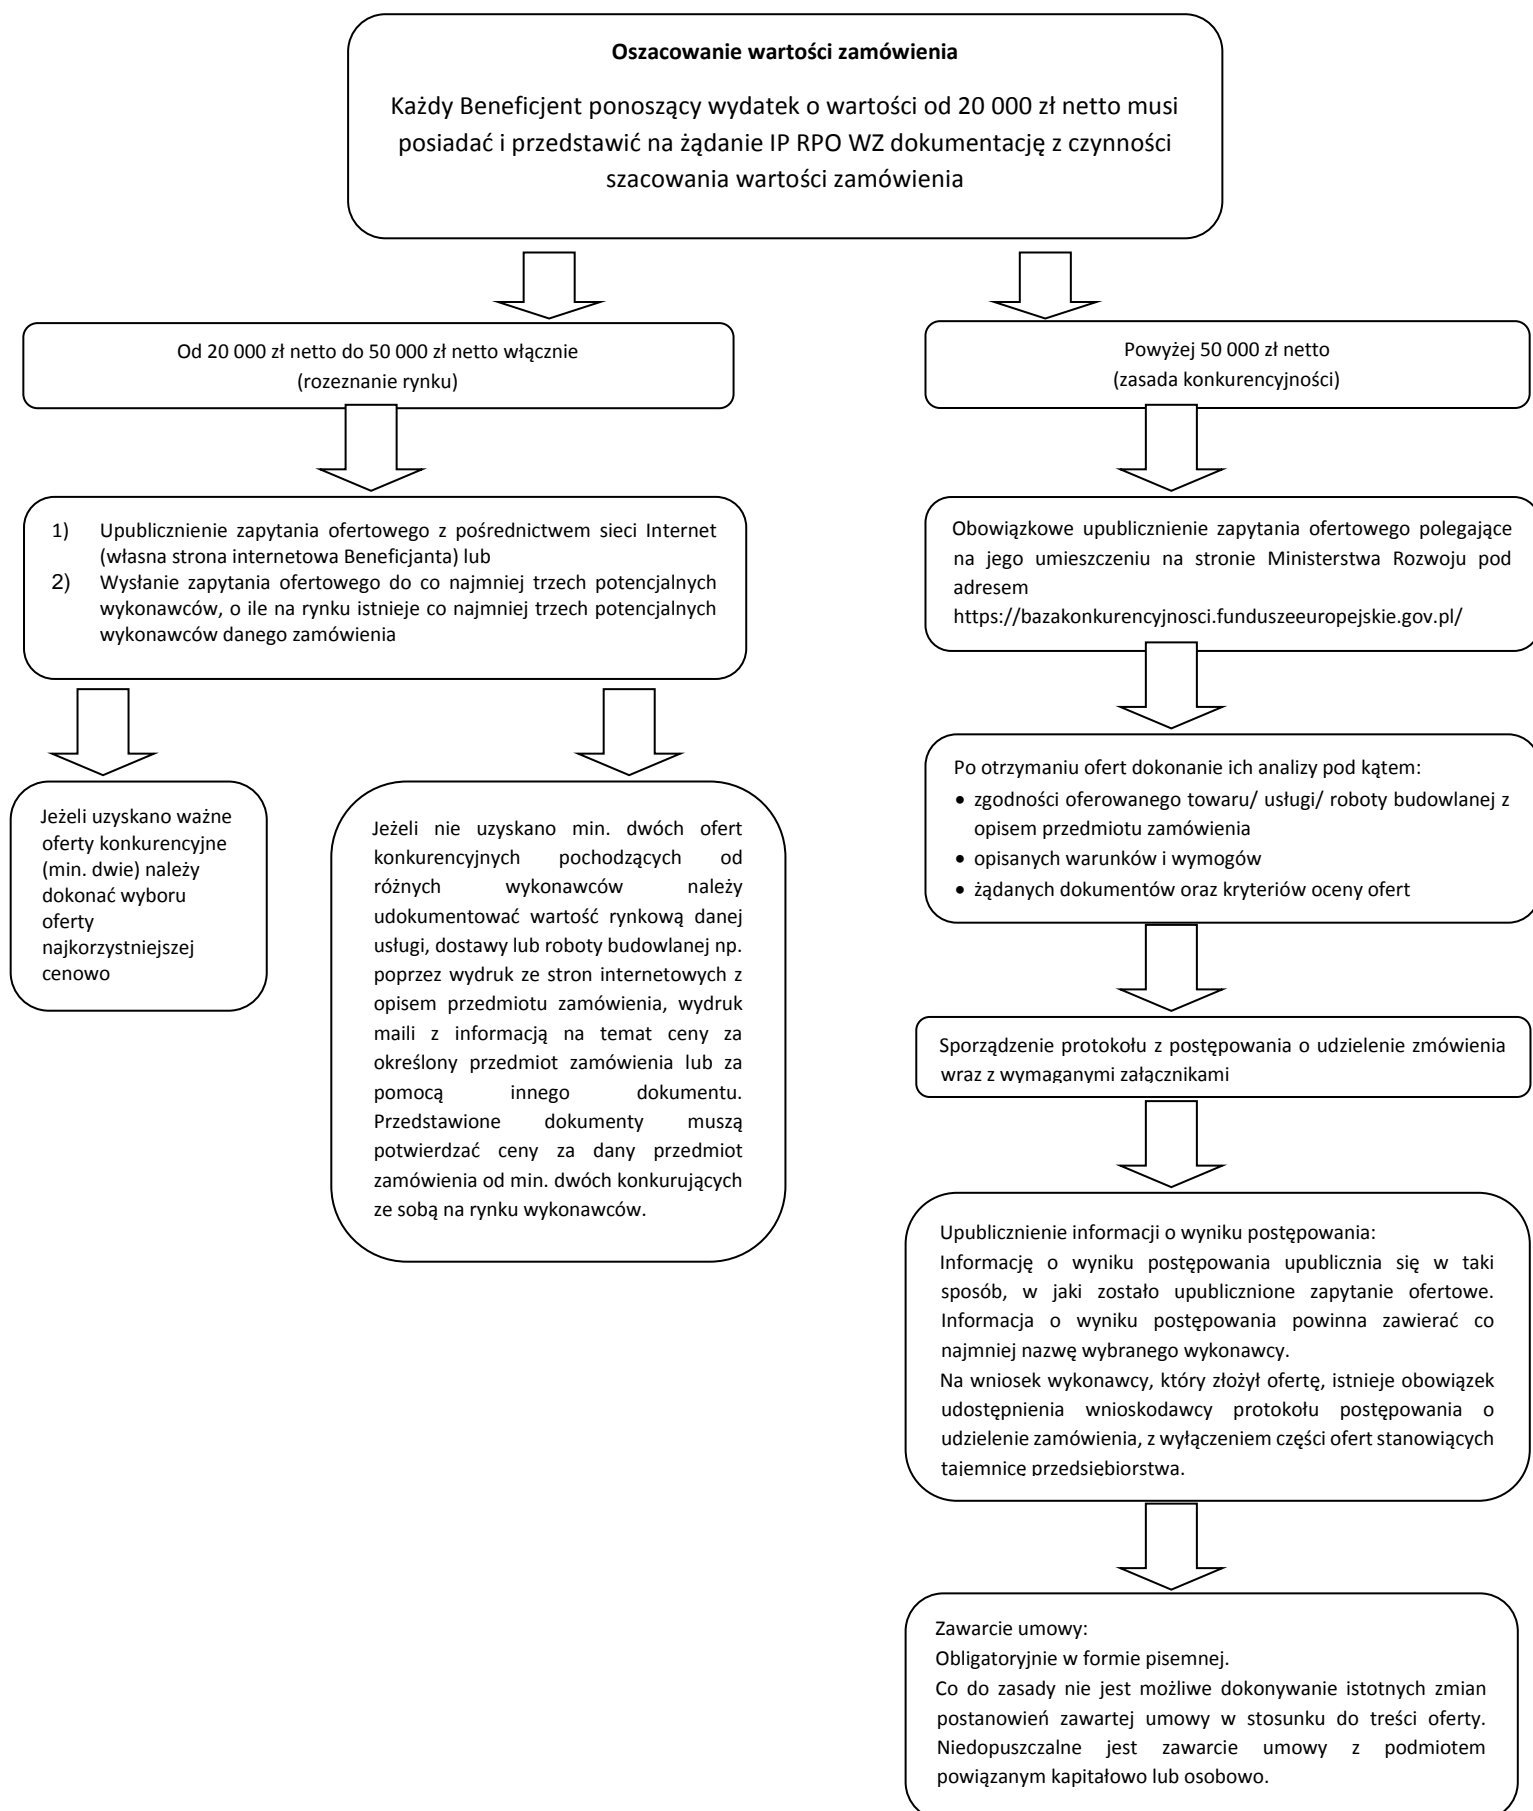 Oszacowanie wartości zamówienia
Każdy Beneficjent ponoszący wydatek o wartości od 20 000 zł netto musi
posiadać i przedstawić na żądanie IP RPO WZ dokumentację z czynności
szacowania wartości zamówienia
Od 20 000 zł netto do 50 000 zł netto włącznie
(rozeznanie rynku)
1) Upublicznienie zapytania ofertowego z pośrednictwem sieci Internet
(własna strona internetowa Beneficjanta) lub
2) Wysłanie zapytania ofertowego do co najmniej trzech potencjalnych
wykonawców, o ile na rynku istnieje co najmniej trzech potencjalnych
wykonawców danego zamówienia
Jeżeli uzyskano ważne
oferty konkurencyjne
(min. dwie) należy
dokonać wyboru
oferty
najkorzystniejszej
cenowo
Jeżeli nie uzyskano min. dwóch ofert
konkurencyjnych pochodzących od
różnych wykonawców należy
udokumentować wartość rynkową danej
usługi, dostawy lub roboty budowlanej np.
poprzez wydruk ze stron internetowych z
opisem przedmiotu zamówienia, wydruk
maili z informacją na temat ceny za
określony przedmiot zamówienia lub za
pomocą innego dokumentu.
Przedstawione dokumenty muszą
potwierdzać ceny za dany przedmiot
zamówienia od min. dwóch konkurujących
ze sobą na rynku wykonawców.
Powyżej 50 000 zł netto
(zasada konkurencyjności)
Obowiązkowe upublicznienie zapytania ofertowego polegające
na jego umieszczeniu na stronie Ministerstwa Rozwoju pod
adresem
https://bazakonkurencyjnosci.funduszeeuropejskie.gov.pl/
Po otrzymaniu ofert dokonanie ich analizy pod kątem:
• zgodności oferowanego towaru/ usługi/ roboty budowlanej z
opisem przedmiotu zamówienia
• opisanych warunków i wymogów
• żądanych dokumentów oraz kryteriów oceny ofert
Sporządzenie protokołu z postępowania o udzielenie zmówienia
wraz z wymaganymi załącznikami
Upublicznienie informacji o wyniku postępowania:
Informację o wyniku postępowania upublicznia się w taki
sposób, w jaki zostało upublicznione zapytanie ofertowe.
Informacja o wyniku postępowania powinna zawierać co
najmniej nazwę wybranego wykonawcy.
Na wniosek wykonawcy, który złożył ofertę, istnieje obowiązek
udostępnienia wnioskodawcy protokołu postępowania o
udzielenie zamówienia, z wyłączeniem części ofert stanowiących
tajemnicę przedsiębiorstwa.
Zawarcie umowy:
Obligatoryjnie w formie pisemnej.
Co do zasady nie jest możliwe dokonywanie istotnych zmian
postanowień zawartej umowy w stosunku do treści oferty.
Niedopuszczalne jest zawarcie umowy z podmiotem
powiązanym kapitałowo lub osobowo.